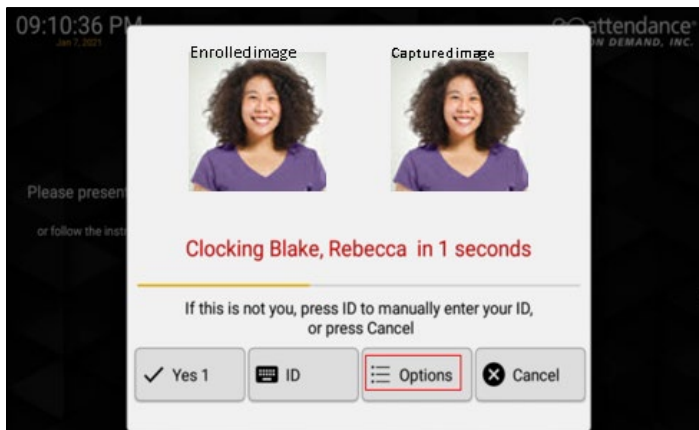 09:10:36 PM
Jan 7, 2021
attendance
ON DEMAND, INC.
Enrolled image
Captured image
Please present
or follow the instr
Clocking Blake, Rebecca in 1 seconds
If this is not you, press ID to manually enter your ID,
or press Cancel
Yes 1
ID
Options
Cancel